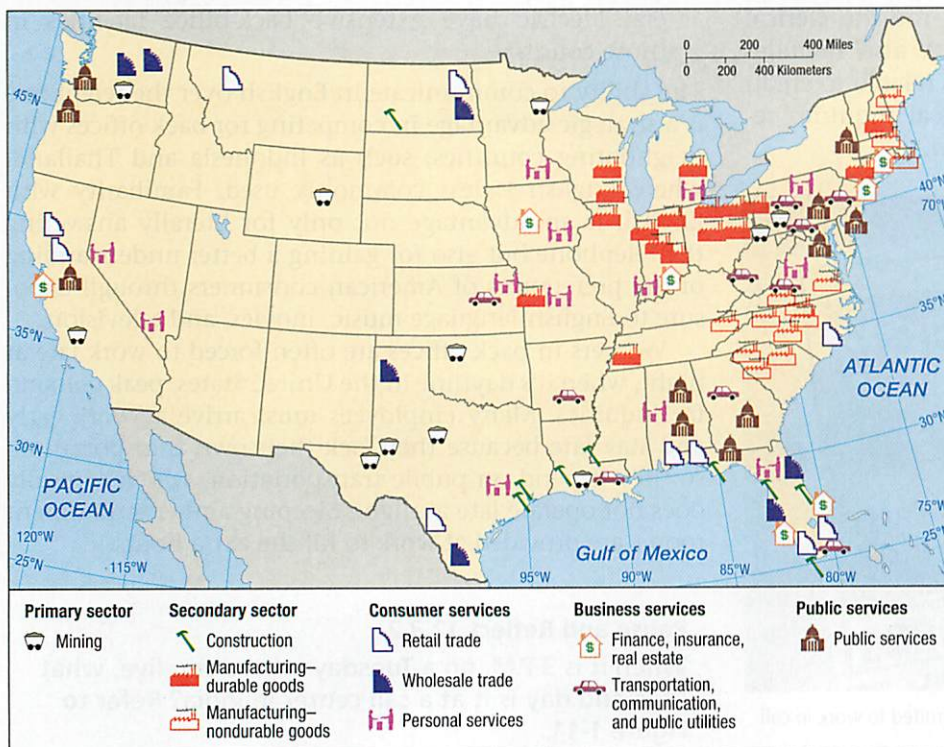 0 200 400 Miles
0 200 400 Kilometers
45°N
40°N
40°N
70°W
35°N
35°N
ATLANTIC
OCEAN
30°N
30°N
PACIFIC
OCEAN
25°N
75°W
120°W
115°W
95°W
90°W
85°W
80°W
Gulf of Mexico
Primary sector
Mining
Secondary sector
Construction
Manufacturing—
durable goods
Manufacturing—
nondurable goods
Consumer services
Retail trade
Wholesale trade
Personal services
Business services
Finance, insurance,
real estate
Transportation,
communication,
and public utilities
Public services
Public services